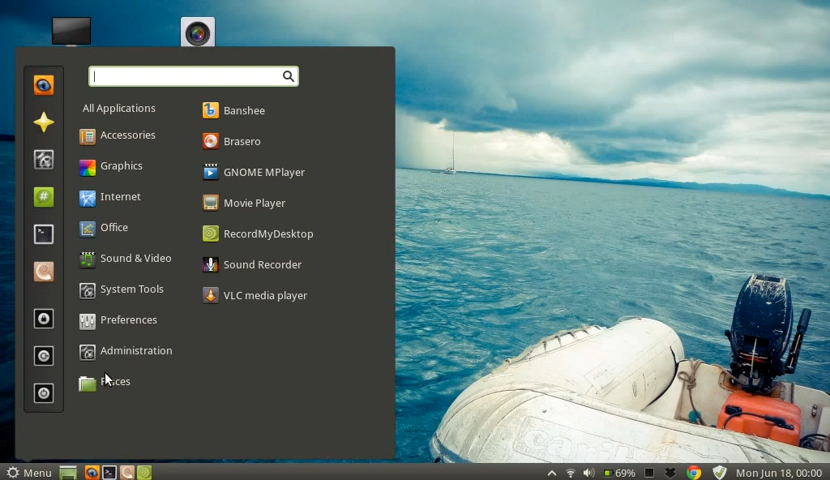 All Applications
Accessories
Graphics
Internet
Office
Sound & Video
System Tools
Preferences
Administration
Banshee
Brasero
GNOME MPlayer
Movie Player
RecordMyDesktop
Sound Recorder
VLC media player
Menu
69%
Mon Jun 18, 00:00